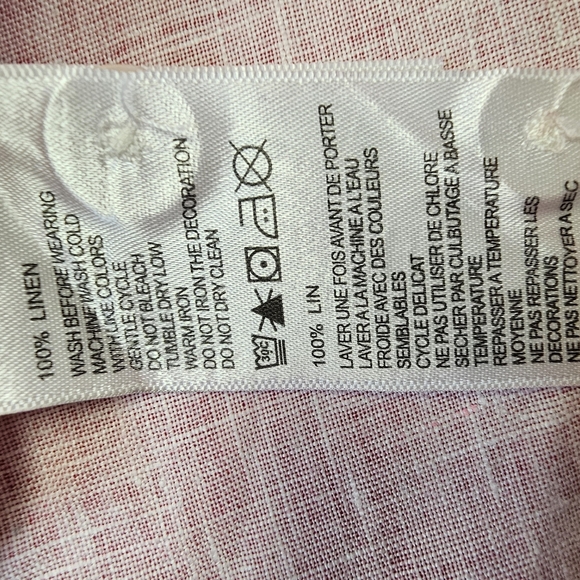 100% LINEN
WASH BEFORE WEARING
MACHINE WASH COLD
WITH LIKE COLORS
GENTLE CYCLE
DO NOT BLEACH
TUMBLE DRY LOW
WARM IRON
DO NOT IRON THE DECORATION
DO NOT DRY CLEAN
30c
100% LIN
LAVER UNE FOIS AVANT DE PORTER
LAVER A LA MACHINE A L'EAU
FROIDE AVEC DES COULEURS
SEMBLABLES
CYCLE DELICAT
NE PAS UTILISER DE CHLORE
SECHER PAR CULBUTAGE A BASSE
TEMPERATURE
REPASSER A TEMPERATURE
MOYENNE
NE PAS REPASSER LES
DECORATIONS
NE PAS NETTOYER A SEC